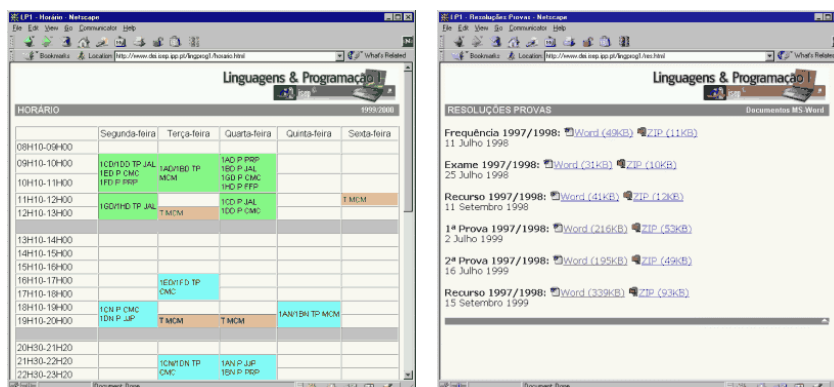 LP1 - Horário - Netscape
File Edit View Go Communicator Help
Bookmarks Location: http://www.dei.isep.ipp.pt/lingprog1/horario.html What's Related
Linguagens & Programação I
HORÁRIO 1999/2000
Segunda-feira Terça-feira Quarta-feira Quinta-feira Sexta-feira
08H10-09H00
09H10-10H00
10H10-11H00
1CD/1DD TP JAL
1ED P CMC
1FD P PRP
1AD/1BD TP
MCM
1AD P PRP
1BD P JAL
1GD P CMC
1HD P FFP
11H10-12H00
12H10-13H00
1GD/1HD TP JAL
T MCM
1CD P JAL
1DD P CMC
T MCM
13H10-14H00
14H10-15H00
15H10-16H00
16H10-17H00
17H10-18H00
1ED/1FD TP
CMC
18H10-19H00
19H10-20H00
1CN P CMC
1DN P JJP
T MCM
T MCM
1AN/1BN TP MCM
20H30-21H20
21H30-22H20
22H30-23H20
1CN/1DN TP
CMC
1AN P JJP
1BN P PRP
Document: Done
LP1 - Resoluções Provas - Netscape
File Edit View Go Communicator Help
Bookmarks Location: http://www.dei.isep.ipp.pt/lingprog1/res.html What's Related
Linguagens & Programação I
RESOLUÇÕES PROVAS Documentos MS-Word
Frequência 1997/1998: Word (49KB) ZIP (11KB)
11 Julho 1998
Exame 1997/1998: Word (31KB) ZIP (10KB)
25 Julho 1998
Recurso 1997/1998: Word (41KB) ZIP (12KB)
11 Setembro 1998
1ª Prova 1997/1998: Word (216KB) ZIP (53KB)
2 Julho 1999
2ª Prova 1997/1998: Word (195KB) ZIP (49KB)
16 Julho 1999
Recurso 1997/1998: Word (339KB) ZIP (93KB)
15 Setembro 1999
Document: Done